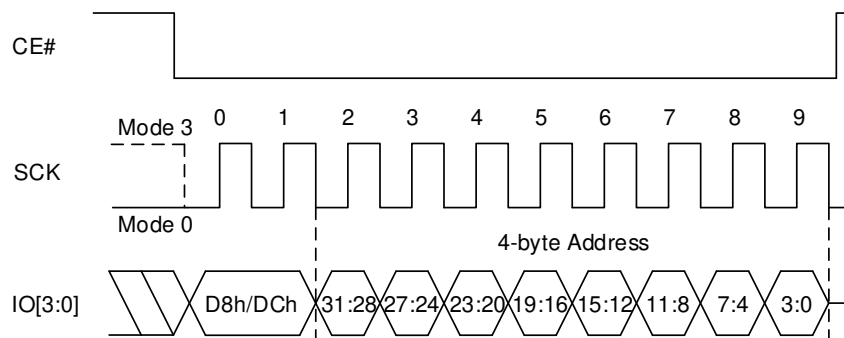 CE#
0 1 2 3 4 5 6 7 8 9
Mode 3
SCK
Mode 0
4-byte Address
IO[3:0] D8h/DCh 31:28 27:24 23:20 19:16 15:12 11:8 7:4 3:0